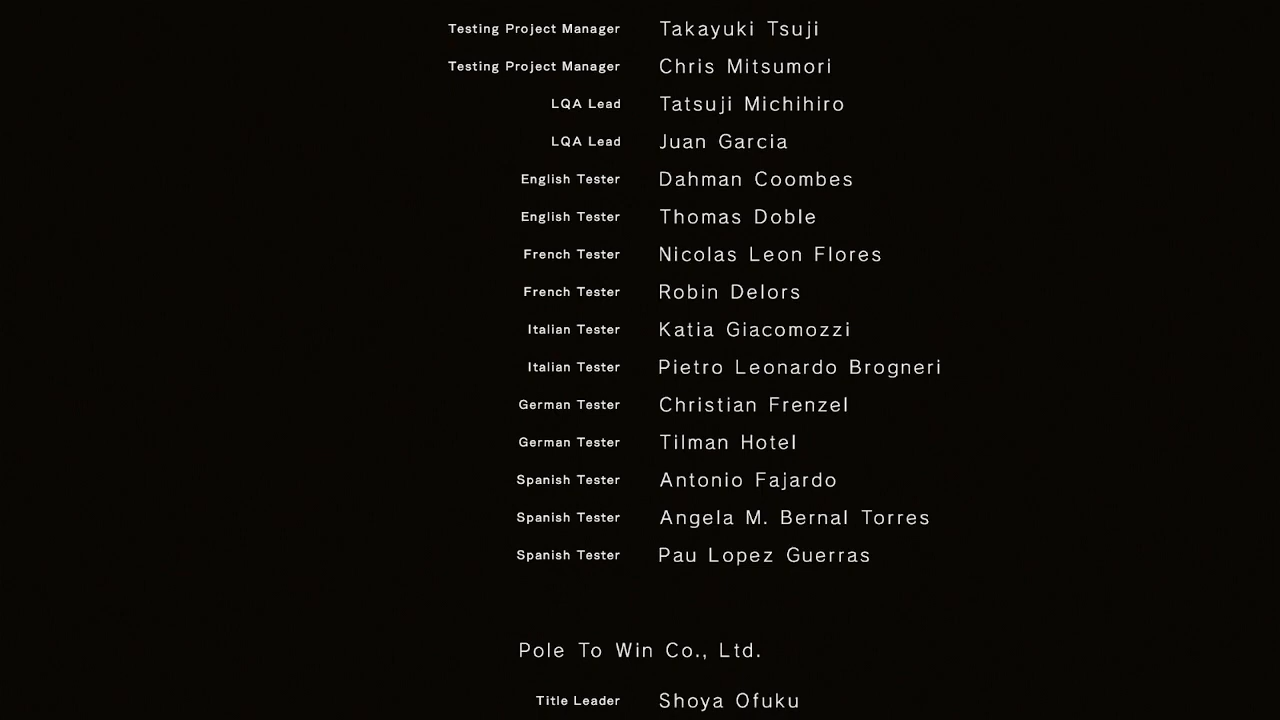 Testing Project Manager Takayuki Tsuji
Testing Project Manager Chris Mitsumori
LQA Lead Tatsuji Michihiro
LQA Lead Juan Garcia
English Tester Dahman Coombes
English Tester Thomas Doble
French Tester Nicolas Leon Flores
French Tester Robin Delors
Italian Tester Katia Giacomozzi
Italian Tester Pietro Leonardo Brogneri
German Tester Christian Frenzel
German Tester Tilman Hotel
Spanish Tester Antonio Fajardo
Spanish Tester Angela M. Bernal Torres
Spanish Tester Pau Lopez Guerras
Pole To Win Co., Ltd.
Title Leader Shoya Ofuku